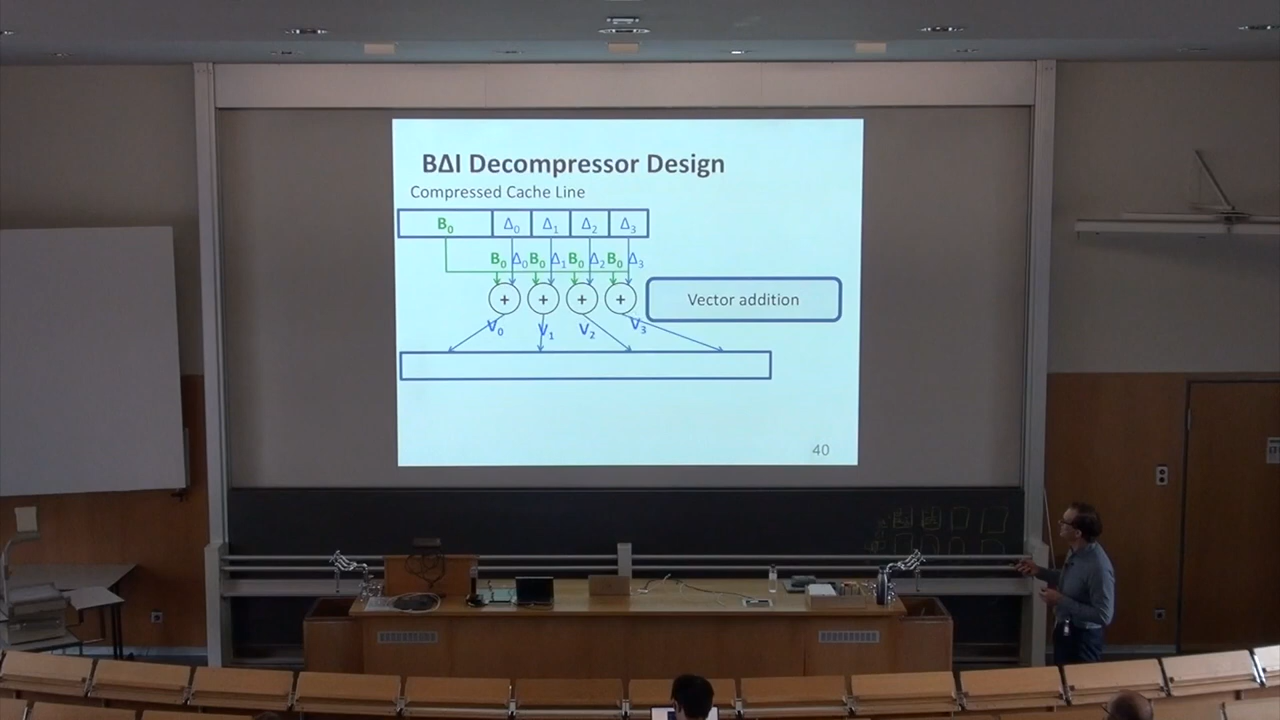 BΔI Decompressor Design
Compressed Cache Line
B₀ Δ₀ Δ₁ Δ₂ Δ₃
B₀ Δ₀ B₀ Δ₁ B₀ Δ₂ B₀ Δ₃
+ + + + Vector addition
V₀ V₁ V₂ V₃
40